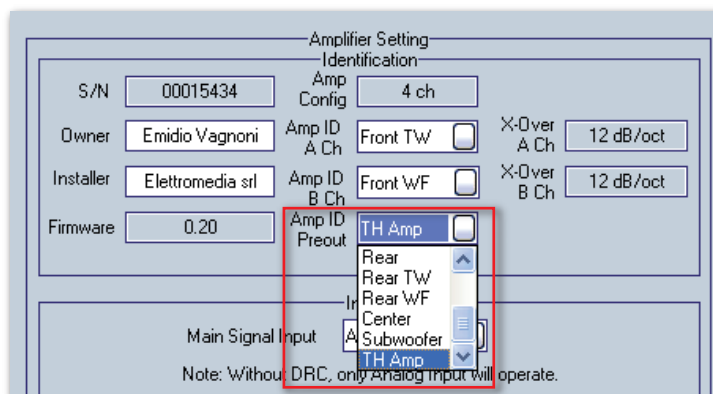 Amplifier Setting
Identification
S/N 00015434 Amp Config 4 ch
Owner Emidio Vagnoni Amp ID A Ch Front TW X-Over A Ch 12 dB/oct
Installer Elettromedia srl Amp ID B Ch Front WF X-Over B Ch 12 dB/oct
Firmware 0.20 Amp ID Preout TH Amp
Rear
Rear TW
Rear WF
Center
Subwoofer
TH Amp
Main Signal Input A
Note: Without DRC, only Analog Input will operate.